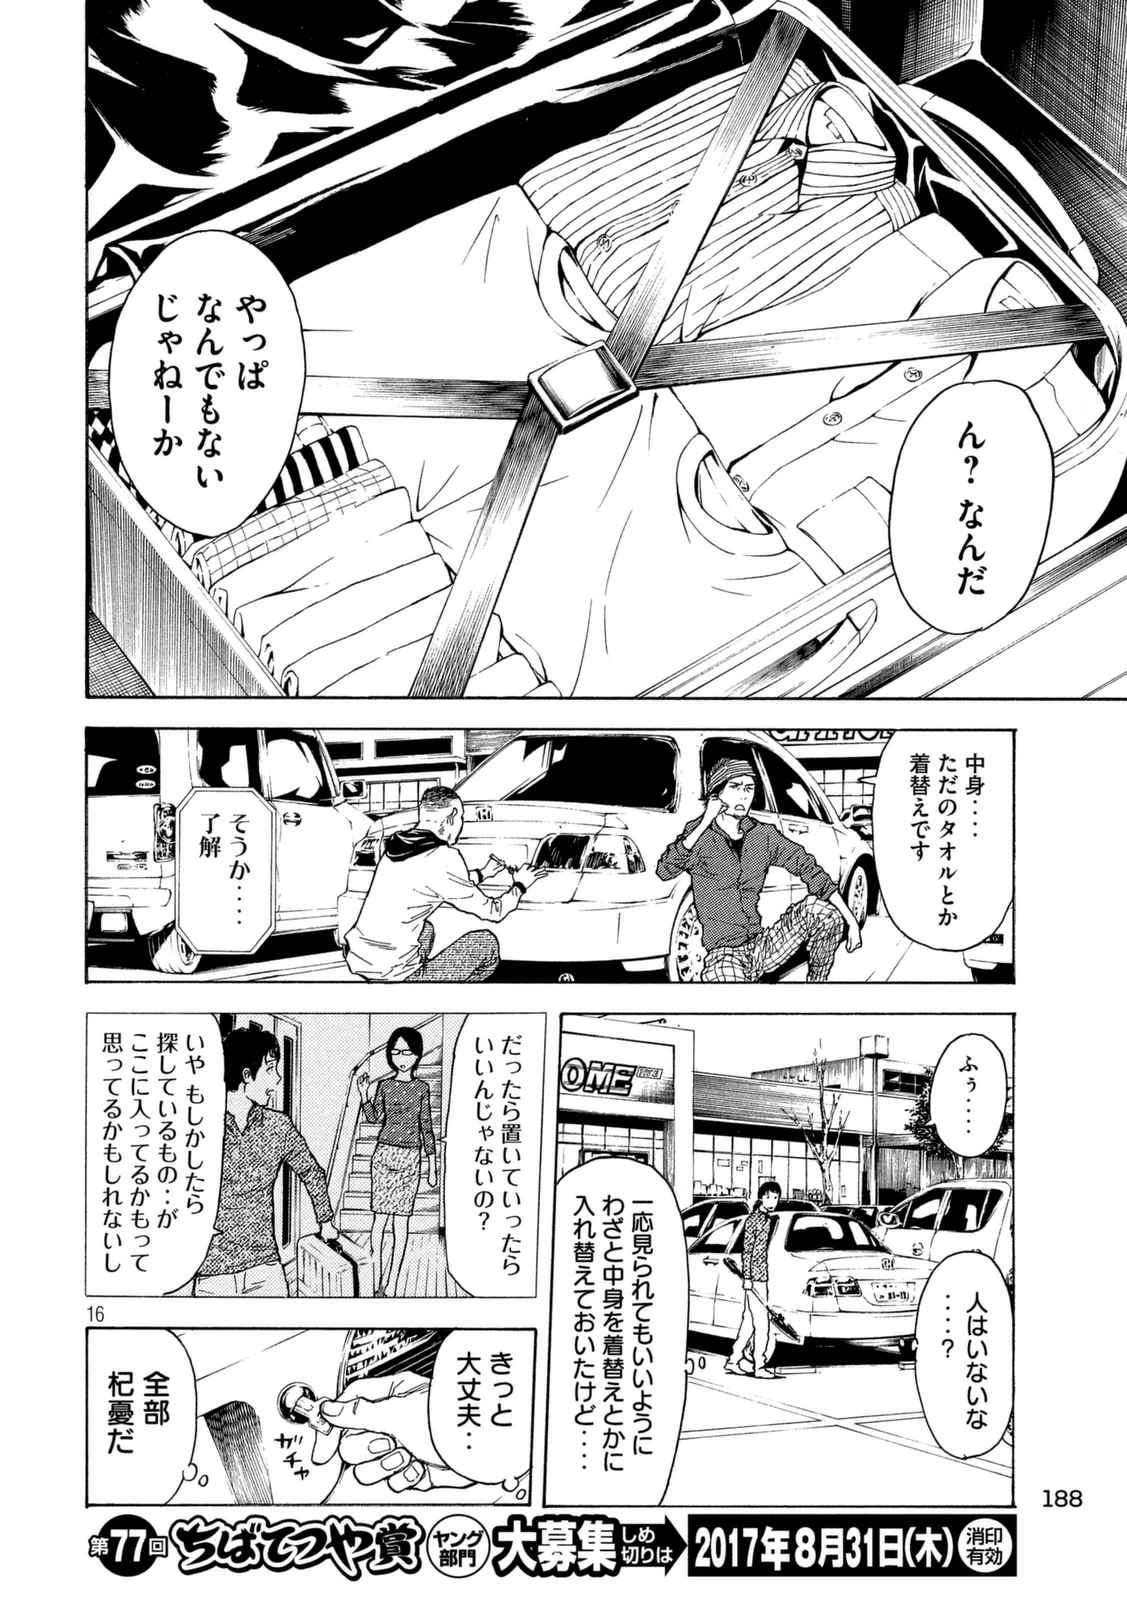 ん？なんだ
やっぱ
なんでもない
じゃねーか
中身‥‥
ただのタオルとか
着替えです
そうか‥‥
了解
ふぅ‥‥
人はいないな
‥‥？
OME
一応見られてもいいように
わざと中身を着替えとかに
入れ替えておいたけど‥‥
だったら置いていったら
いいんじゃないの？
いや もしかしたら
探しているもの‥が
ここに入ってるかもって
思ってるかもしれないし
16
きっと
大丈夫‥
ガチャ
全部
杞憂だ
188
第77回 ちばてつや賞 ヤング部門 大募集 しめ切りは 2017年8月31日(木) 消印有効